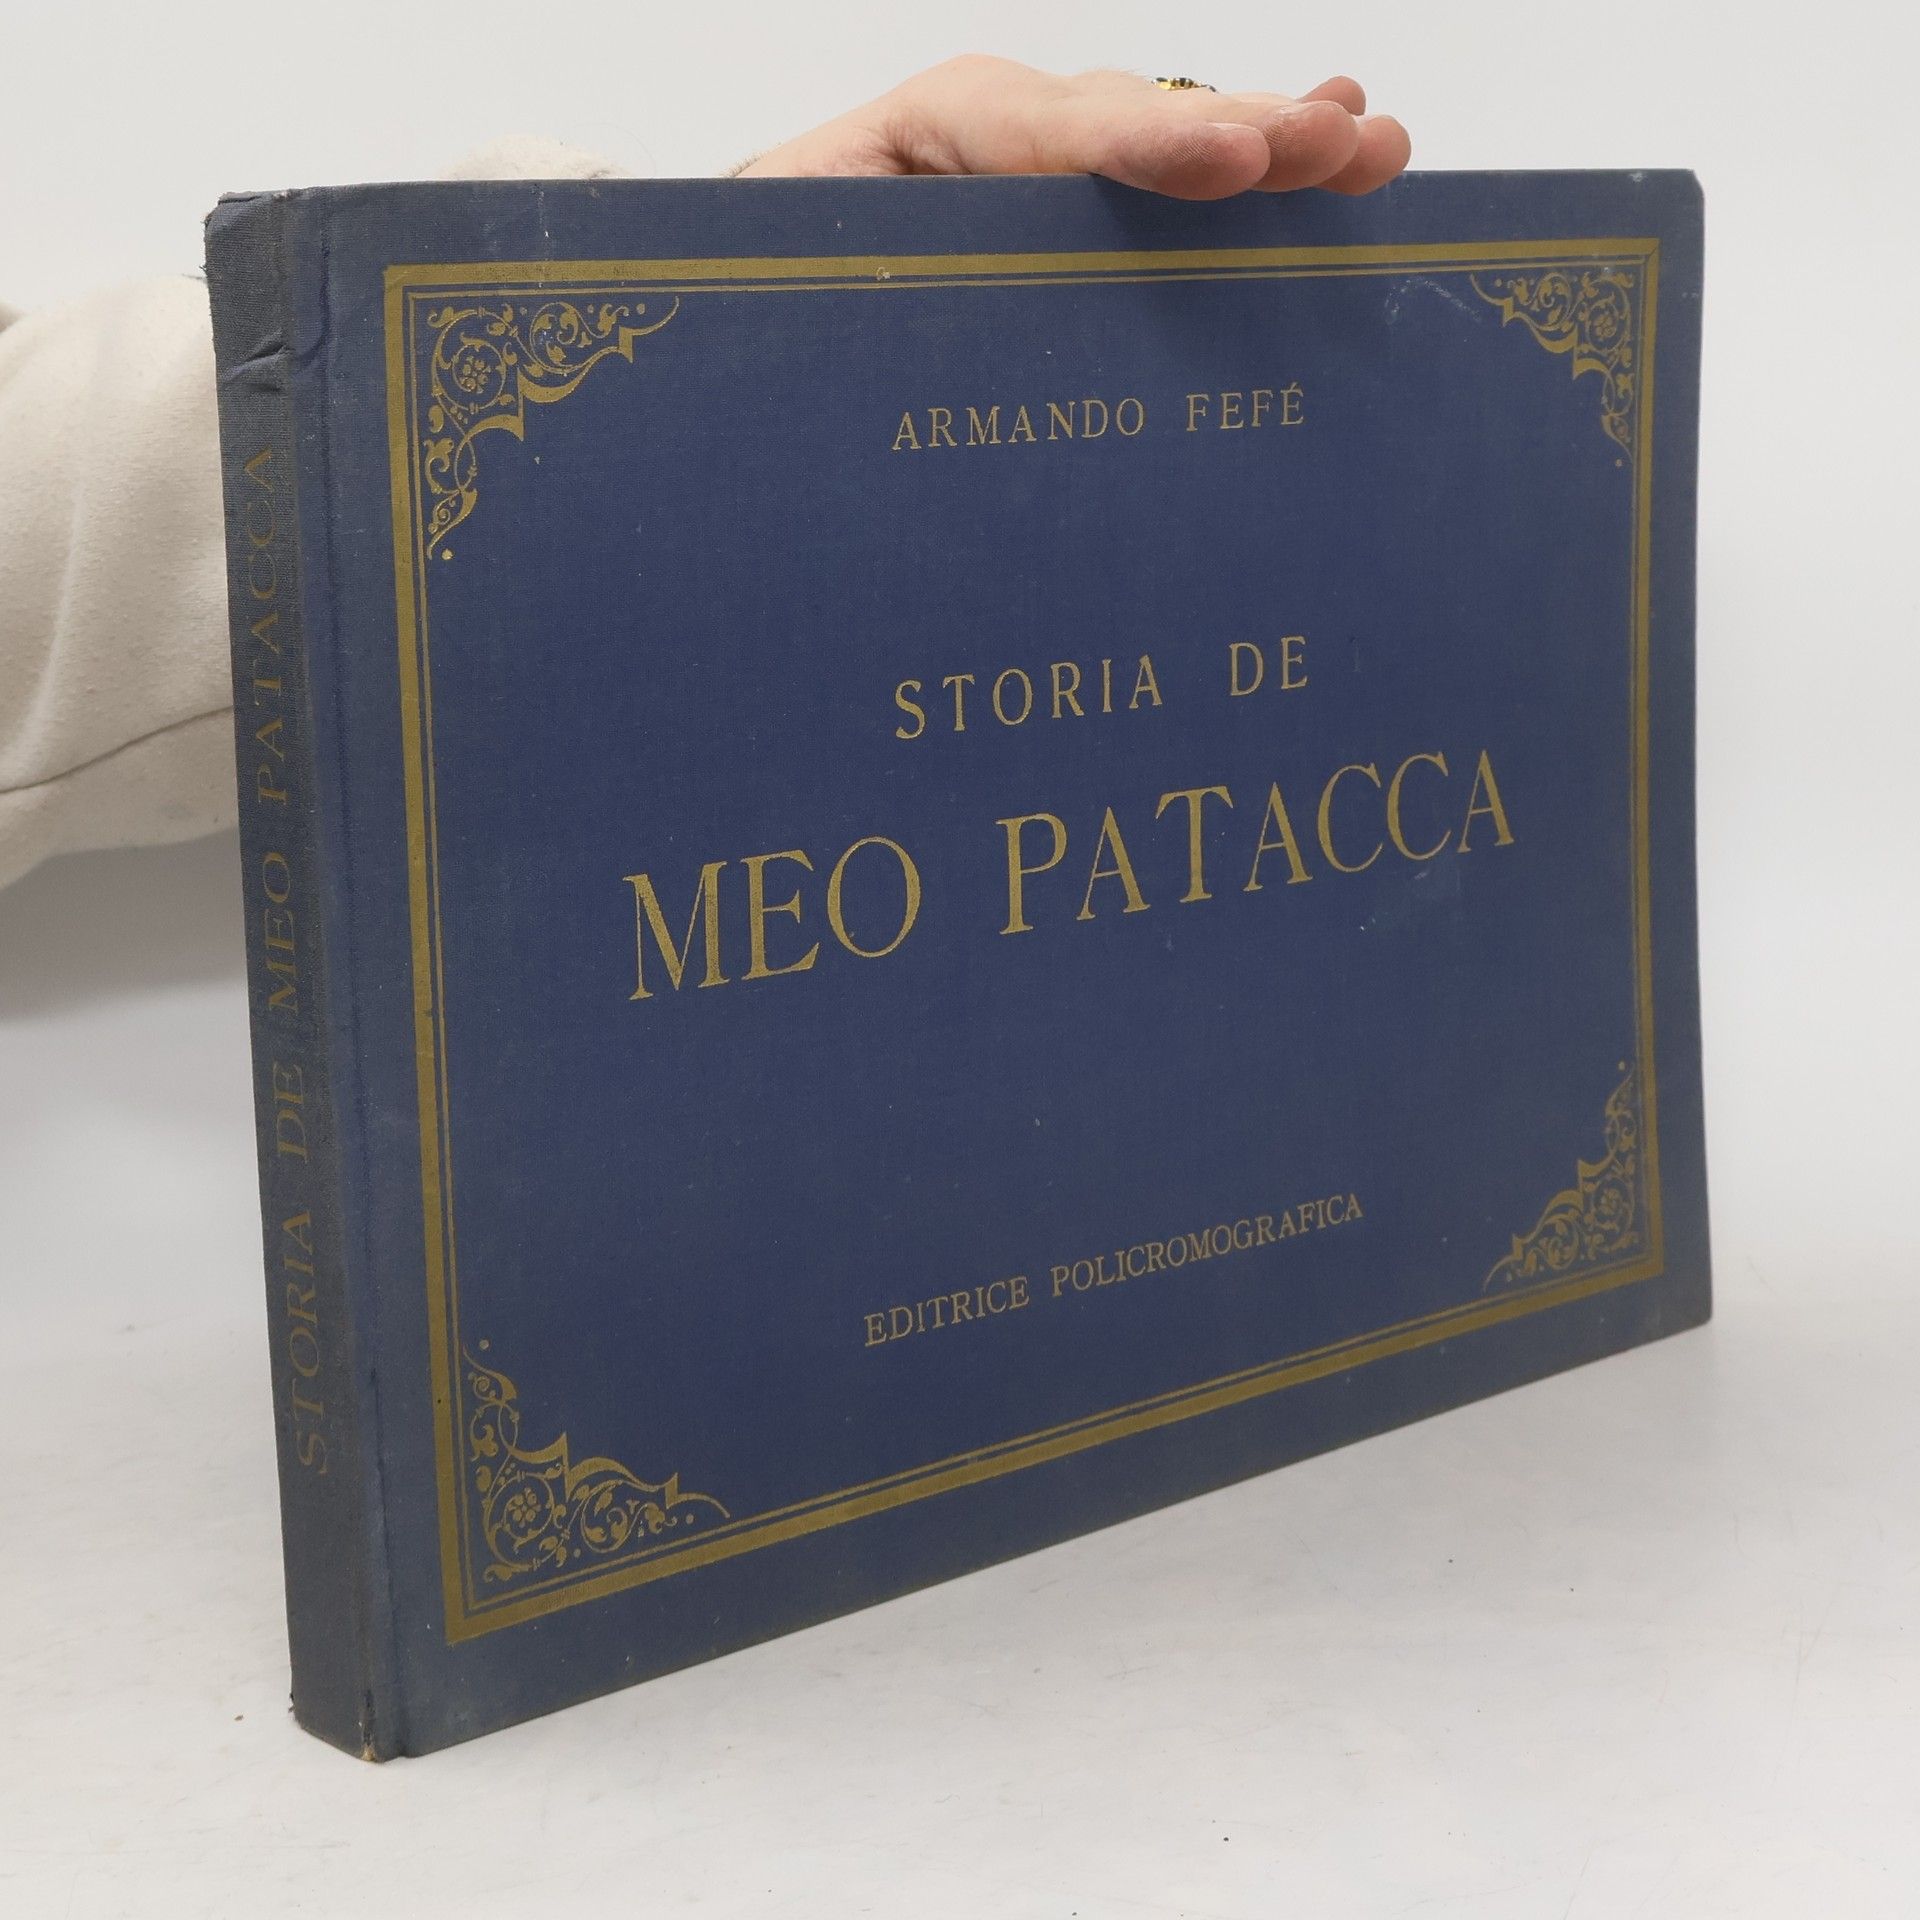 STORIA DE MEO PATACCA
ARMANDO FEFÉ
STORIA DE
MEO PATACCA
EDITRICE POLICROMOGRAFICA